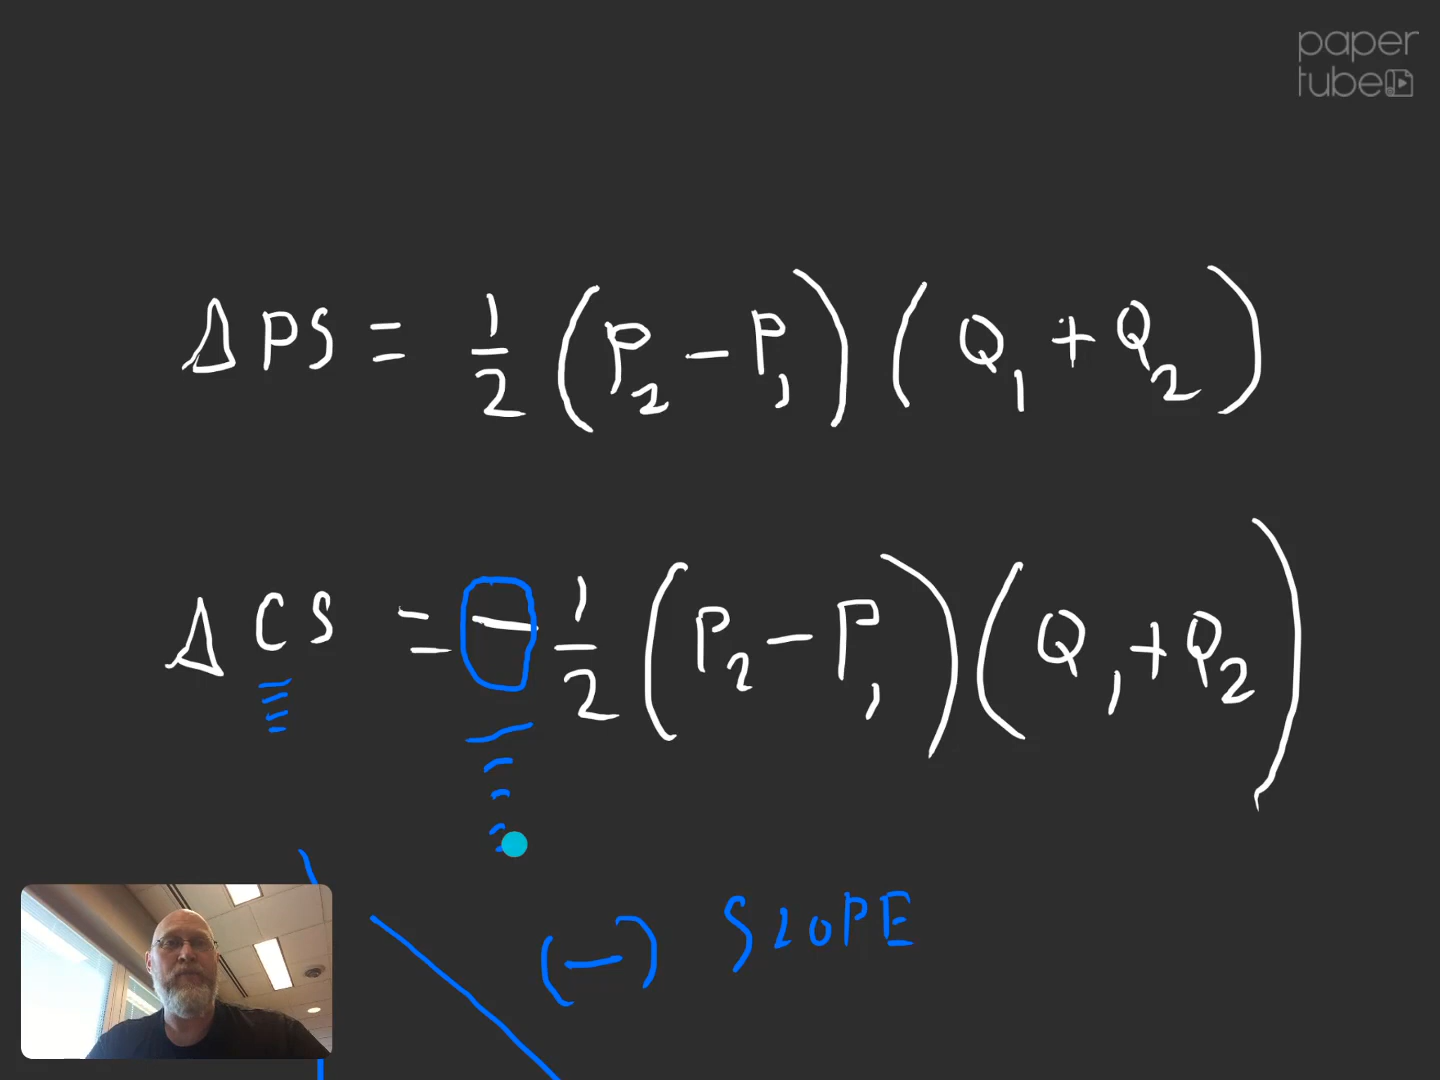 paper
tube
ΔPS = 1/2 (P₂ - P₁) (Q₁ + Q₂)
ΔCS = - 1/2 (P₂ - P₁) (Q₁ + Q₂)
(-) SLOPE